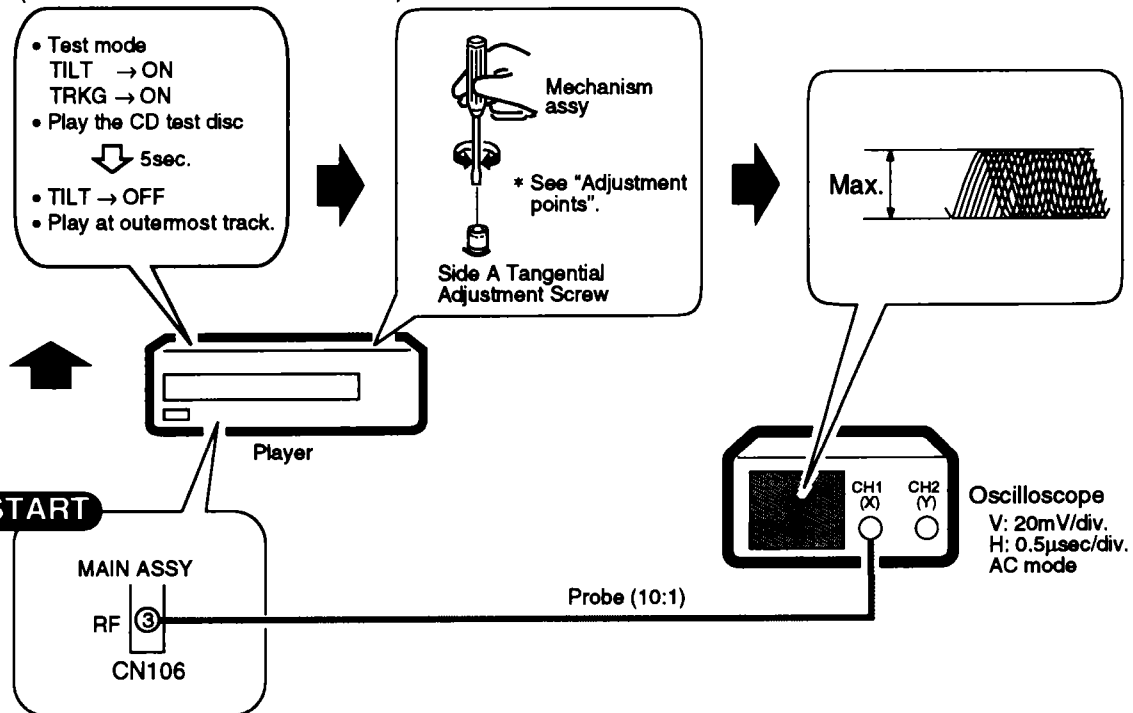 • Test mode
TILT → ON
TRKG → ON
• Play the CD test disc
5sec.
• TILT → OFF
• Play at outermost track.
Mechanism
assy
* See "Adjustment
points".
Side A Tangential
Adjustment Screw
Max.
Player
START
MAIN ASSY
RF ③
CN106
Probe (10:1)
CH1
(X)
CH2
(Y)
Oscilloscope
V: 20mV/div.
H: 0.5µsec/div.
AC mode